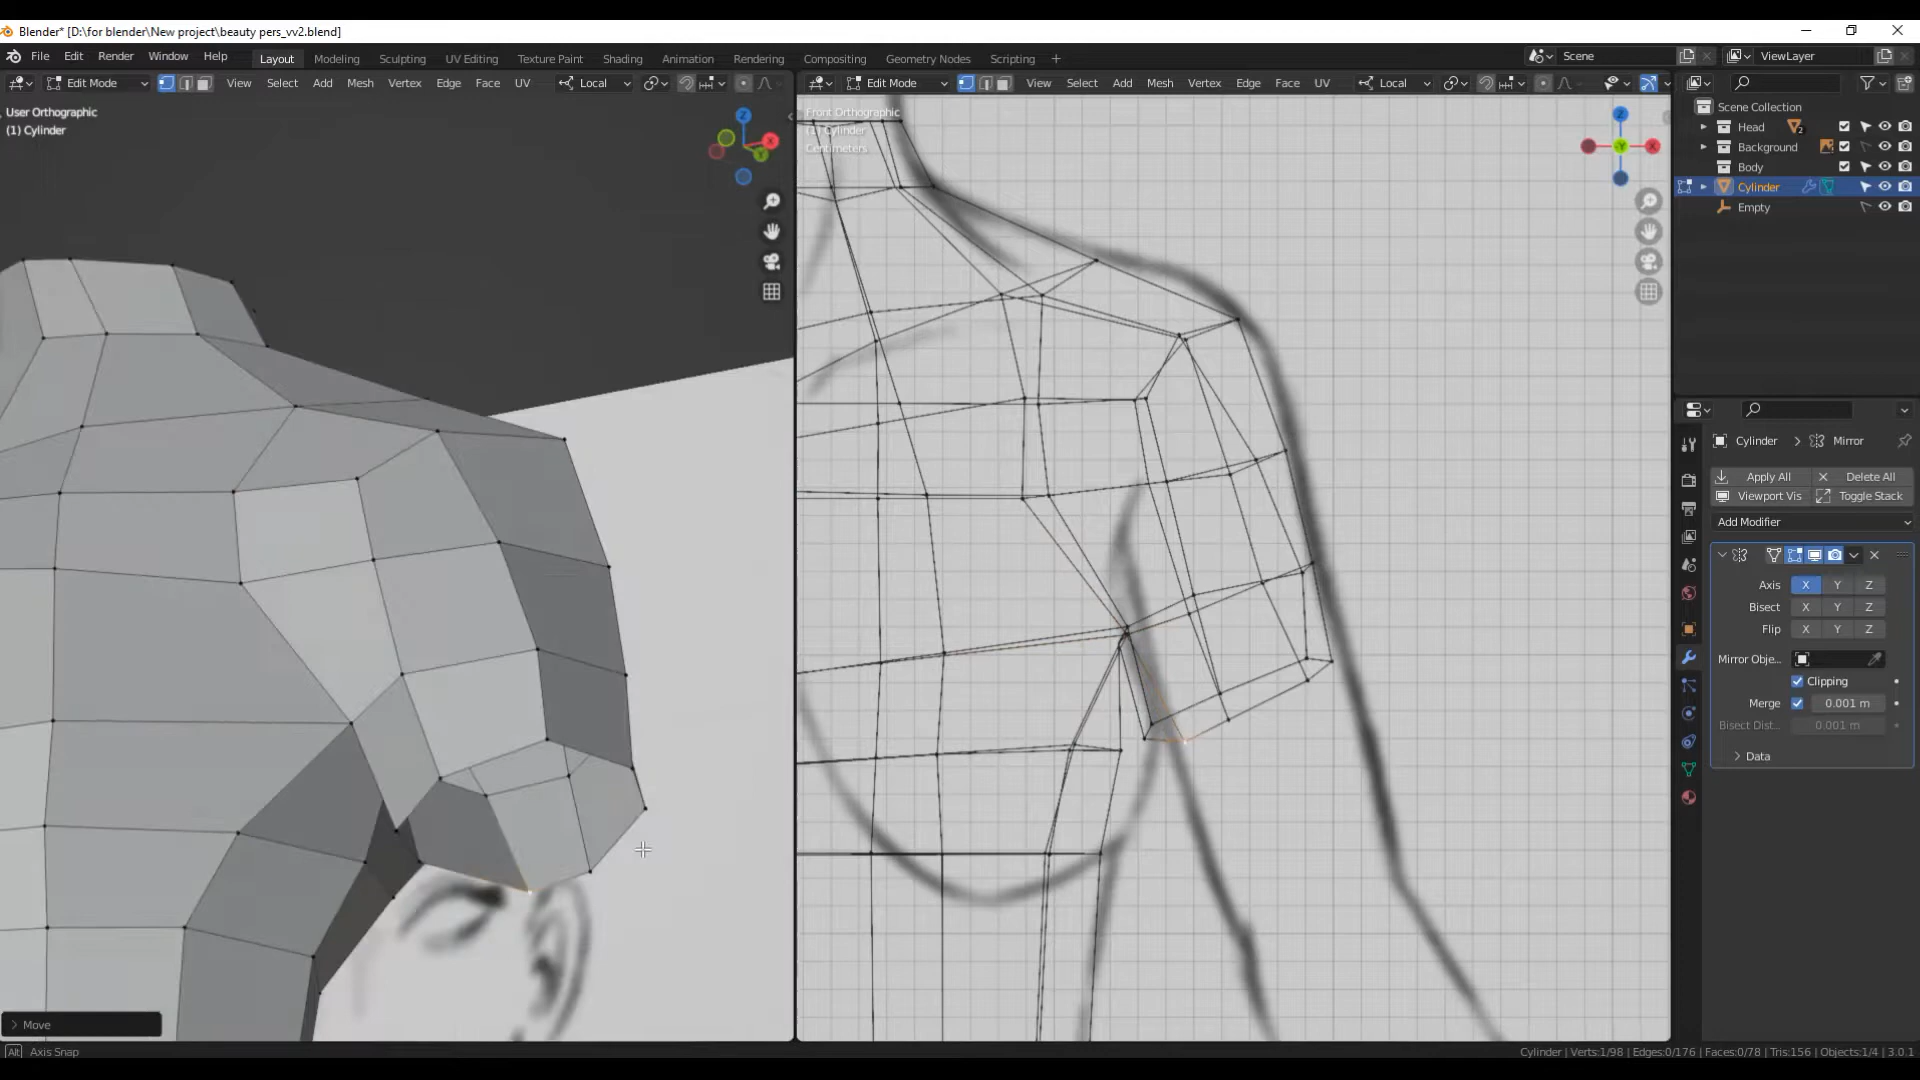 Blender* [D:\for blender\New project\beauty pers_vv2.blend]
File Edit Render Window Help Layout Modeling Sculpting UV Editing Texture Paint Shading Animation Rendering Compositing Geometry Nodes Scripting + Scene ViewLayer
Edit Mode View Select Add Mesh Vertex Edge Face UV Local Edit Mode View Select Add Mesh Vertex Edge Face UV Local
User Orthographic
(1) Cylinder
Front Orthographic
(1) Cylinder
Centimeters
Z
X
Y
Z
X
Y
Scene Collection
Head 2
Background
Body
Cylinder
Empty
Cylinder > Mirror
Apply All Delete All
Viewport Vis Toggle Stack
Add Modifier
Axis X Y Z
Bisect X Y Z
Flip X Y Z
Mirror Obje...
Clipping
Merge 0.001 m
Bisect Dist... 0.001 m
Data
Move
Alt Axis Snap
Cylinder | Verts:1/98 | Edges:0/176 | Faces:0/78 | Tris:156 | Objects:1/4 | 3.0.1